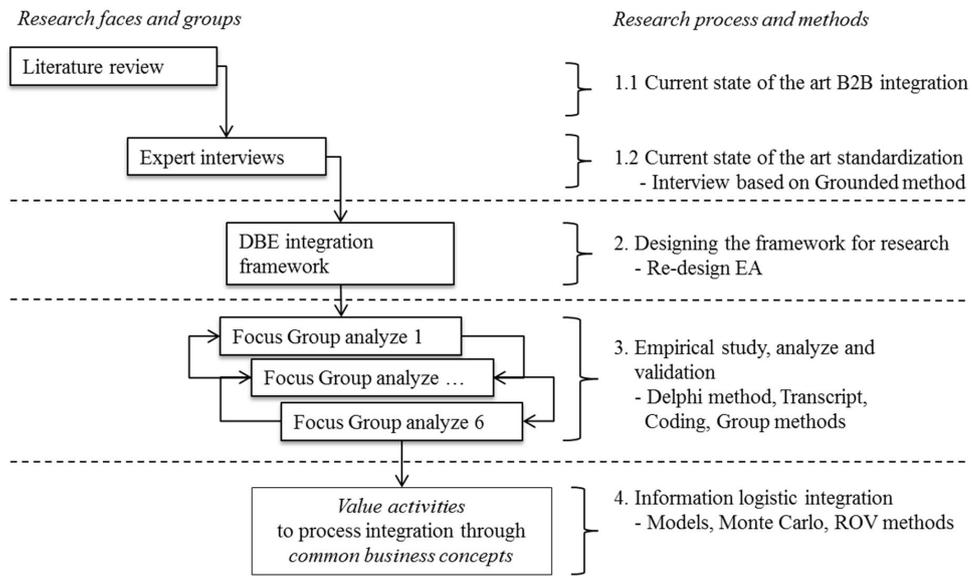 Research faces and groups
Research process and methods
Literature review
1.1 Current state of the art B2B integration
Expert interviews
1.2 Current state of the art standardization
- Interview based on Grounded method
DBE integration
framework
2. Designing the framework for research
- Re-design EA
Focus Group analyze 1
Focus Group analyze ...
Focus Group analyze 6
3. Empirical study, analyze and
validation
- Delphi method, Transcript,
Coding, Group methods
Value activities
to process integration through
common business concepts
4. Information logistic integration
- Models, Monte Carlo, ROV methods